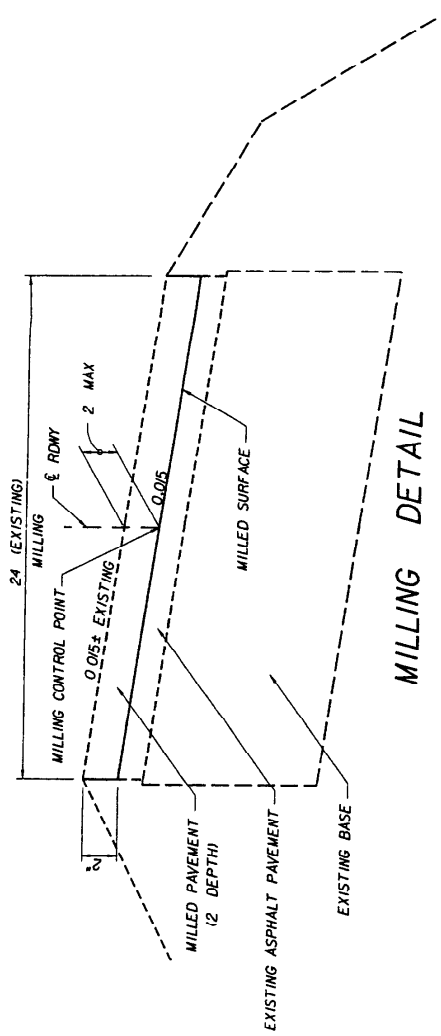 24 (EXISTING)
MILLING
℄ RDWY
2 MAX
MILLING CONTROL POINT
0.015± EXISTING
0.015
2"
MILLED SURFACE
MILLED PAVEMENT
(2 DEPTH)
EXISTING ASPHALT PAVEMENT
EXISTING BASE
MILLING DETAIL